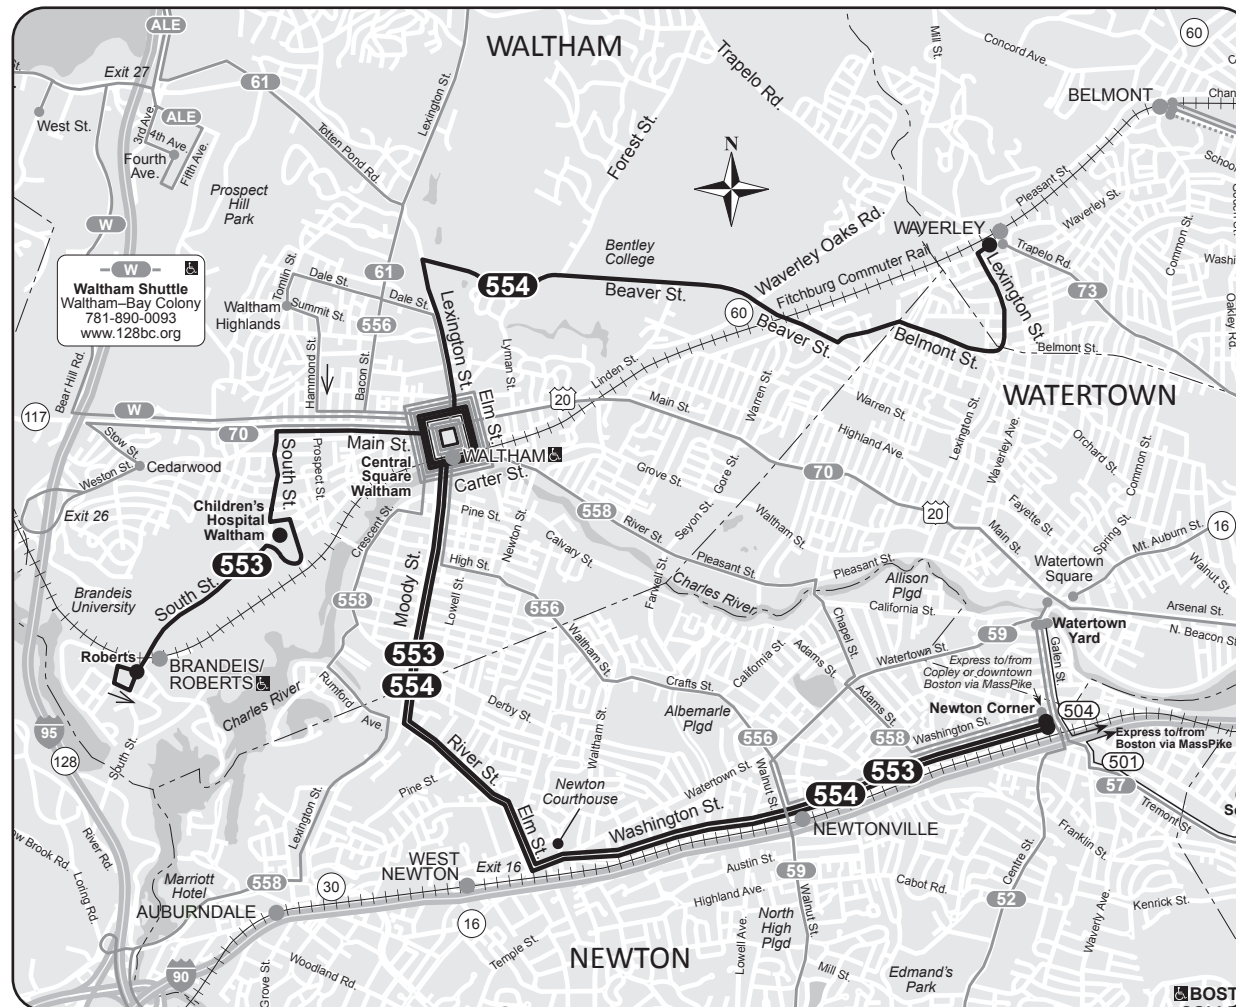 ALE
WALTHAM
60
Mill St.
Concord Ave.
Exit 27
61
Trapelo Rd.
BELMONT
West St.
3rd Ave.
ALE
4th Ave.
Fourth
Ave.
Fifth Ave.
Totten Pond Rd.
Lexington St.
Forest St.
N
Pleasant St.
Prospect
Hill
Park
W
Waverley St.
Common St.
WAVERLEY
Waverley Oaks Rd.
Bentley
College
Fitchburg Commuter Rail
Trapelo Rd.
W
Waltham Shuttle
Waltham–Bay Colony
781-890-0093
www.128bc.org
Tomlin St.
Dale St.
61
Dale St.
554
Beaver St.
Lexington St.
73
Oakley Rd.
Waltham
Highlands
Summit St.
556
60
Beaver St.
Belmont St.
Belmont St.
Bear Hill Rd.
Hammond St.
Bacon St.
Lexington St.
Lyman St.
Linden St.
WATERTOWN
117
W
70
Elm St.
20
Main St.
Warren St.
Warren St.
Lexington St.
Waverley Ave.
Stow St.
Weston St.
Cedarwood
South St.
Prospect St.
Main St.
Central
Square
Waltham
WALTHAM
Carter St.
Highland Ave.
Orchard St.
Common St.
Grove St.
Gore St.
70
Exit 26
Children's
Hospital
Waltham
Crescent St.
Pine St.
Newton St.
558
River St.
Seyon St.
Waltham St.
20
Fayette St.
Main St.
Spring St.
Mt. Auburn St.
16
553
Moody St.
High St.
Calvary St.
Farwell St.
Pleasant St.
Pleasant St.
Charles River
Allison
Plgd
Watertown
Square
Walnut St.
Brandeis
University
South St.
558
Lowell St.
556
California St.
Arsenal St.
Chapel St.
59
Watertown
Yard
N. Beacon St.
Roberts
BRANDEIS/
ROBERTS
553
554
Waltham St.
California St.
Adams St.
Watertown St.
Express to/from
Copley or downtown
Boston via MassPike
Galen St.
Charles River
Rumford
Ave.
Crafts St.
Adams St.
Newton Corner
504
Derby St.
Albemarle
Plgd
Washington St.
558
Express to/from
Boston via MassPike
95
128
South St.
Waltham St.
556
501
River St.
Pine St.
Newton
Courthouse
Watertown St.
Walnut St.
554
553
57
Tremont St.
Elm St.
Washington St.
NEWTONVILLE
Lexington St.
River Rd.
Loring Rd.
WEST
NEWTON
Exit 16
Austin St.
Franklin St.
Centre St.
Marriott
Hotel
558
30
59
Cabot Rd.
52
AUBURNDALE
16
Highland Ave.
Walnut St.
Waverly Ave.
Kenrick St.
North
High
Plgd
Lowell Ave.
NEWTON
Temple St.
90
Woodland Rd.
Grove St.
Mill St.
Edmand's
Park
BOST